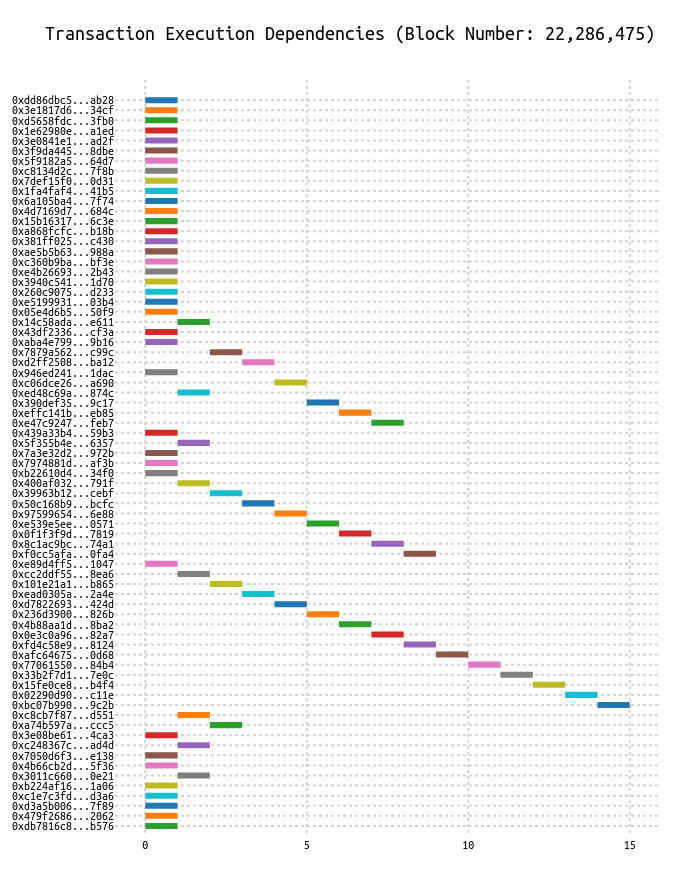 Transaction Execution Dependencies (Block Number: 22,286,475)
0xdd86dbc5...ab28
0x3e1817d6...34cf
0xd5658fdc...3fb0
0x1e62980e...a1ed
0x3e0841e1...ad2f
0x3f9da445...8dbe
0x5f9182a5...64d7
0xc8134d2c...7f8b
0x7def15f0...0d31
0x1fa4faf4...41b5
0x6a105ba4...7f74
0x4d7169d7...684c
0x15b16317...6c3e
0xa868fcfc...b18b
0x381ff025...c430
0xae5b5b63...988a
0xc360b9ba...bf3e
0xe4b26693...2b43
0x3940c541...1d70
0x260c9075...d233
0xe5199931...03b4
0x05e4d6b5...50f9
0x14c58ada...e611
0x43df2336...cf3a
0xaba4e799...9b16
0x7879a562...c99c
0xd2ff2508...ba12
0x946ed241...1dac
0xc06dce26...a690
0xed48c69a...874c
0x390def35...9c17
0xeffc141b...eb85
0xe47c9247...feb7
0x439a33b4...59b3
0x5f355b4e...6357
0x7a3e32d2...972b
0x7974881d...af3b
0xb22610d4...34f0
0x400af032...791f
0x39963b12...cebf
0x50c168b9...bcfc
0x97599654...6e88
0xe539e5ee...0571
0x0f1f3f9d...7819
0x8c1ac9bc...74a1
0xf0cc5afa...0fa4
0xe89d4ff5...1047
0xcc2ddf55...8ea6
0x101e21a1...b865
0xead0305a...2a4e
0xd7822693...424d
0x236d3900...826b
0x4b88aa1d...8ba2
0x0e3c0a96...82a7
0xfd4c58e9...8124
0xafc64675...0d68
0x77061550...84b4
0x33b2f7d1...7e0c
0x15fe0ce8...b4f4
0x02290d90...c11e
0xbc07b990...9c2b
0xc8cb7f87...d551
0xa74b597a...ccc5
0x3e08be61...4ca3
0xc248367c...ad4d
0x7050d6f3...e138
0x4b66cb2d...5f36
0x3011c660...0e21
0xb224af16...1a06
0xc1e7c3fd...d3a6
0xd3a5b006...7f89
0x479f2686...2062
0xdb7816c8...b576
0 5 10 15